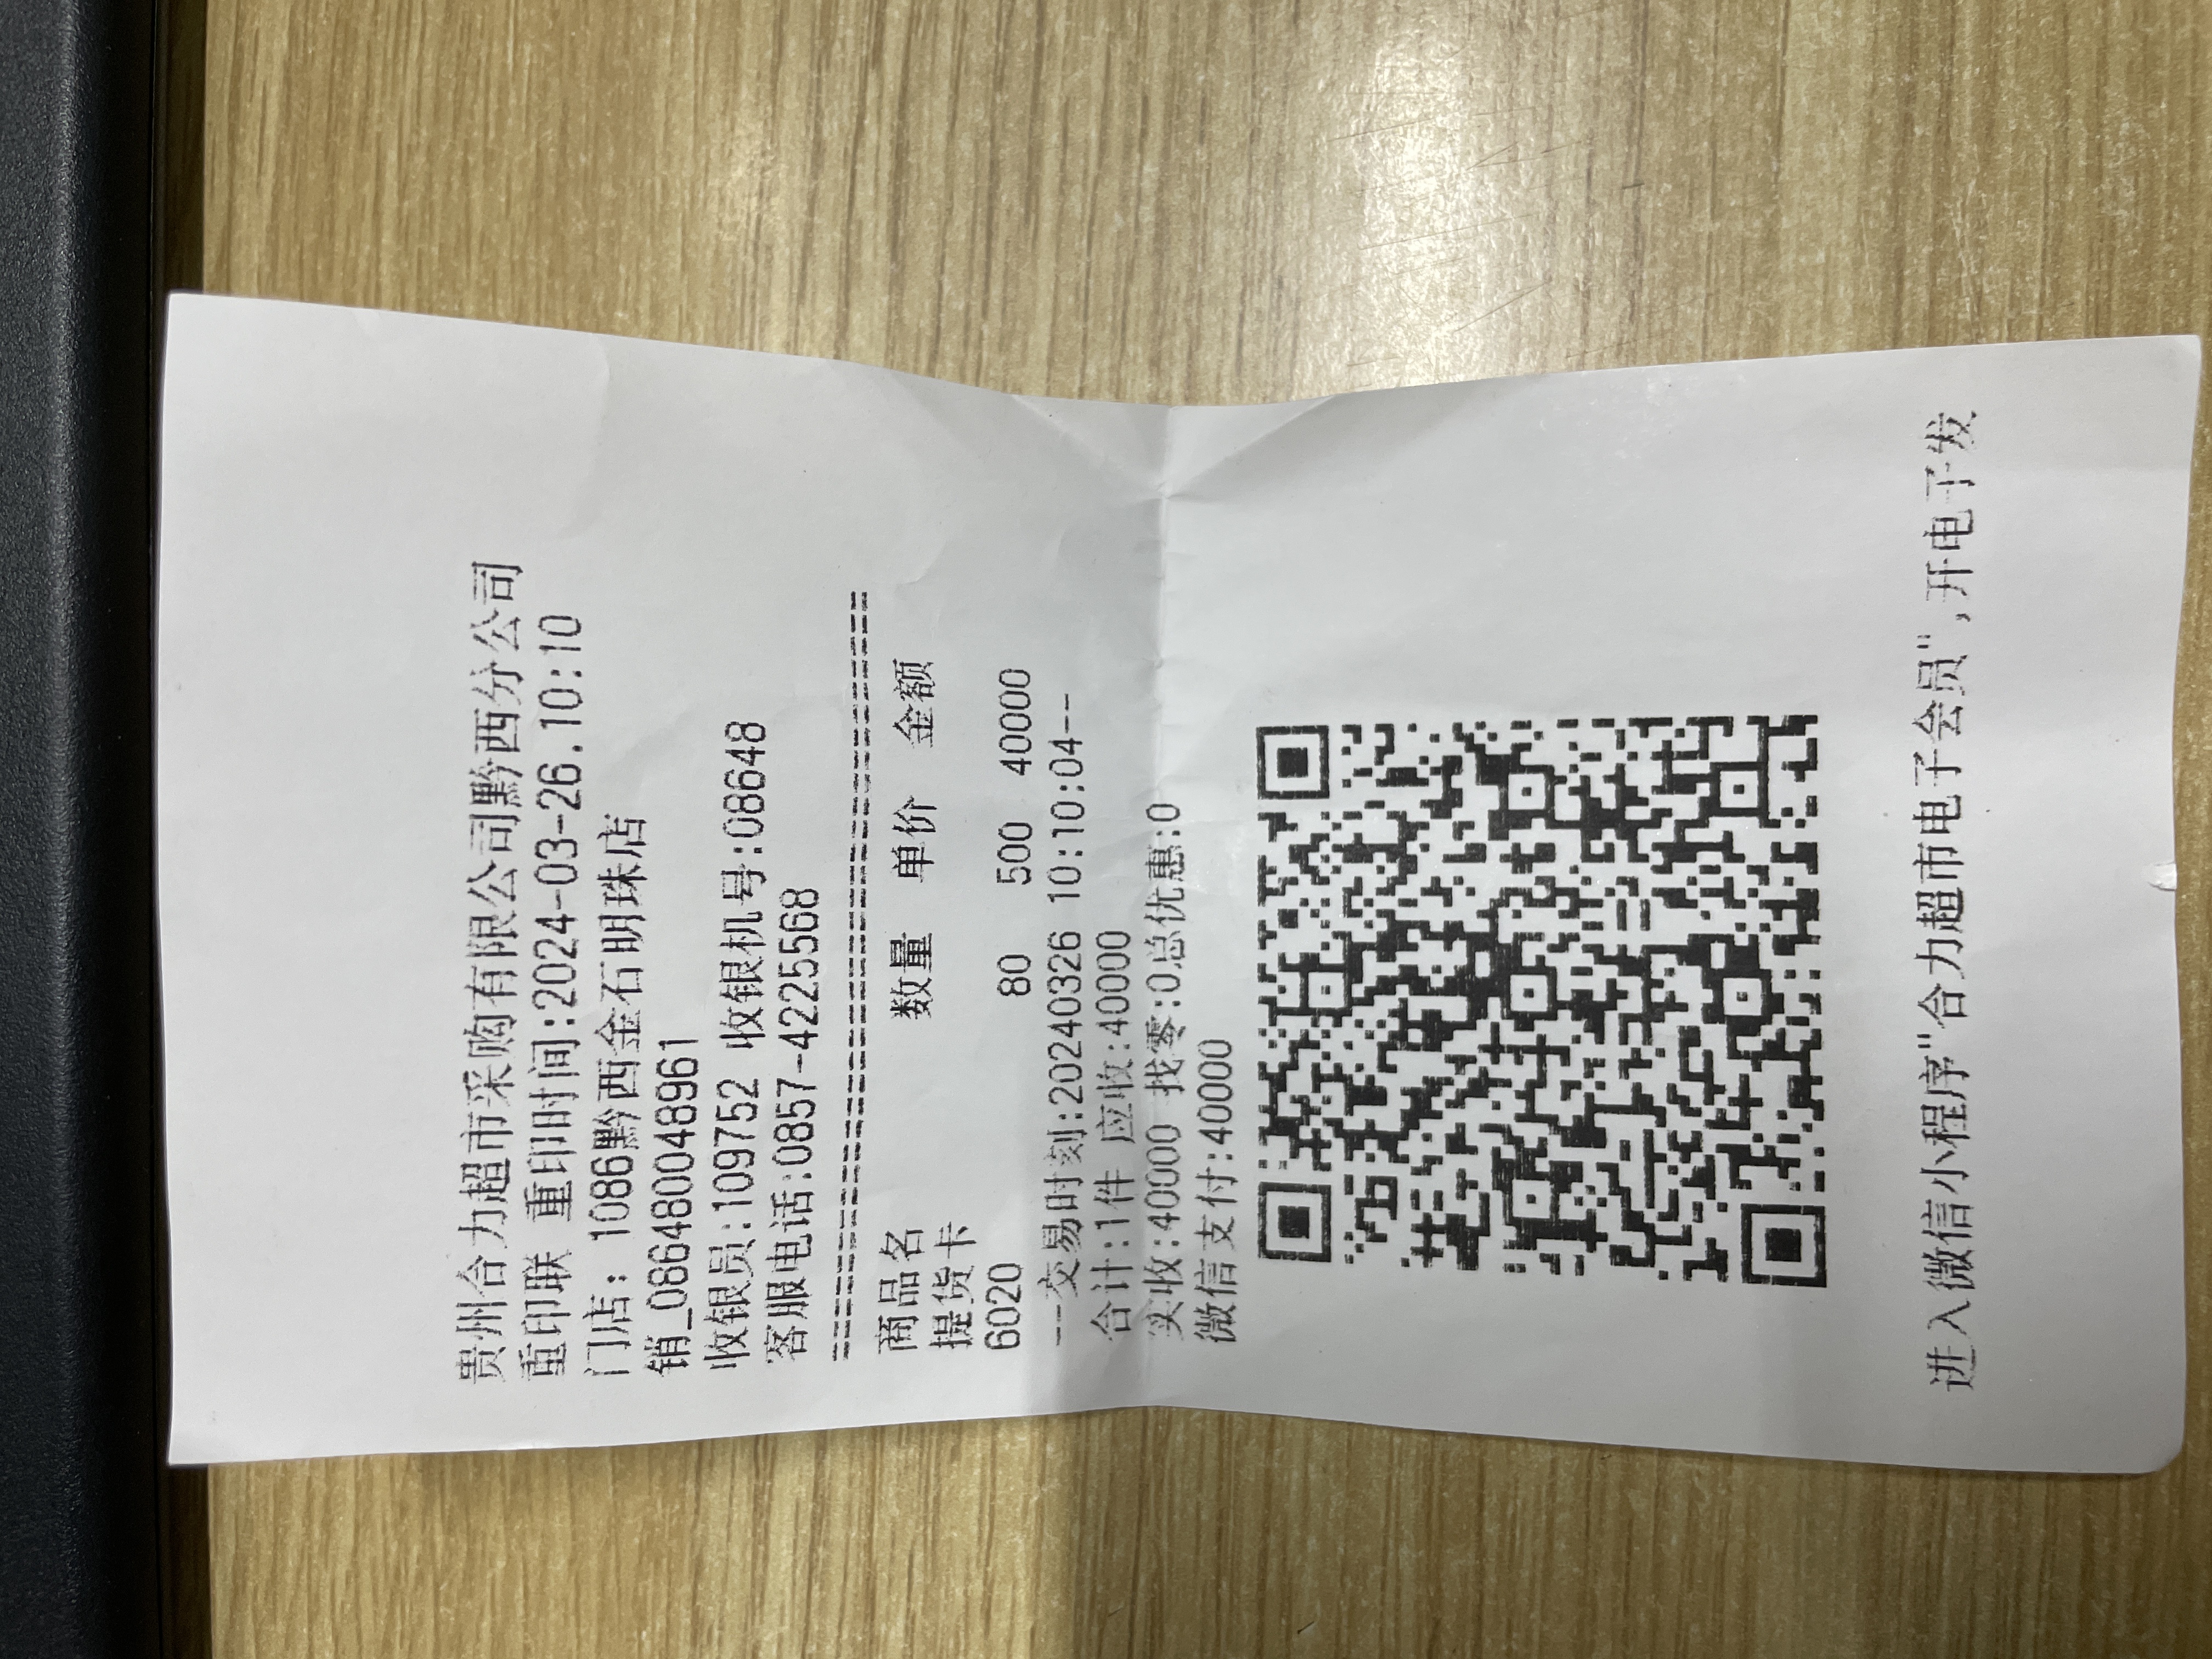 贵州合力超市采购有限公司黔西分公司
重印联 重印时间:2024-03-26.10:10
门店: 1086黔西金石明珠店
销_086480048961
收银员:109752 收银机号:08648
客服电话:0857-4225568
================================
商品名 数量 单价 金额
提货卡
6020 80 500 40000
--交易时刻:20240326 10:10:04--
合计:1件 应收:40000
实收:40000 找零:0总优惠:0
微信支付:40000
进入微信小程序"合力超市电子会员",开电子发